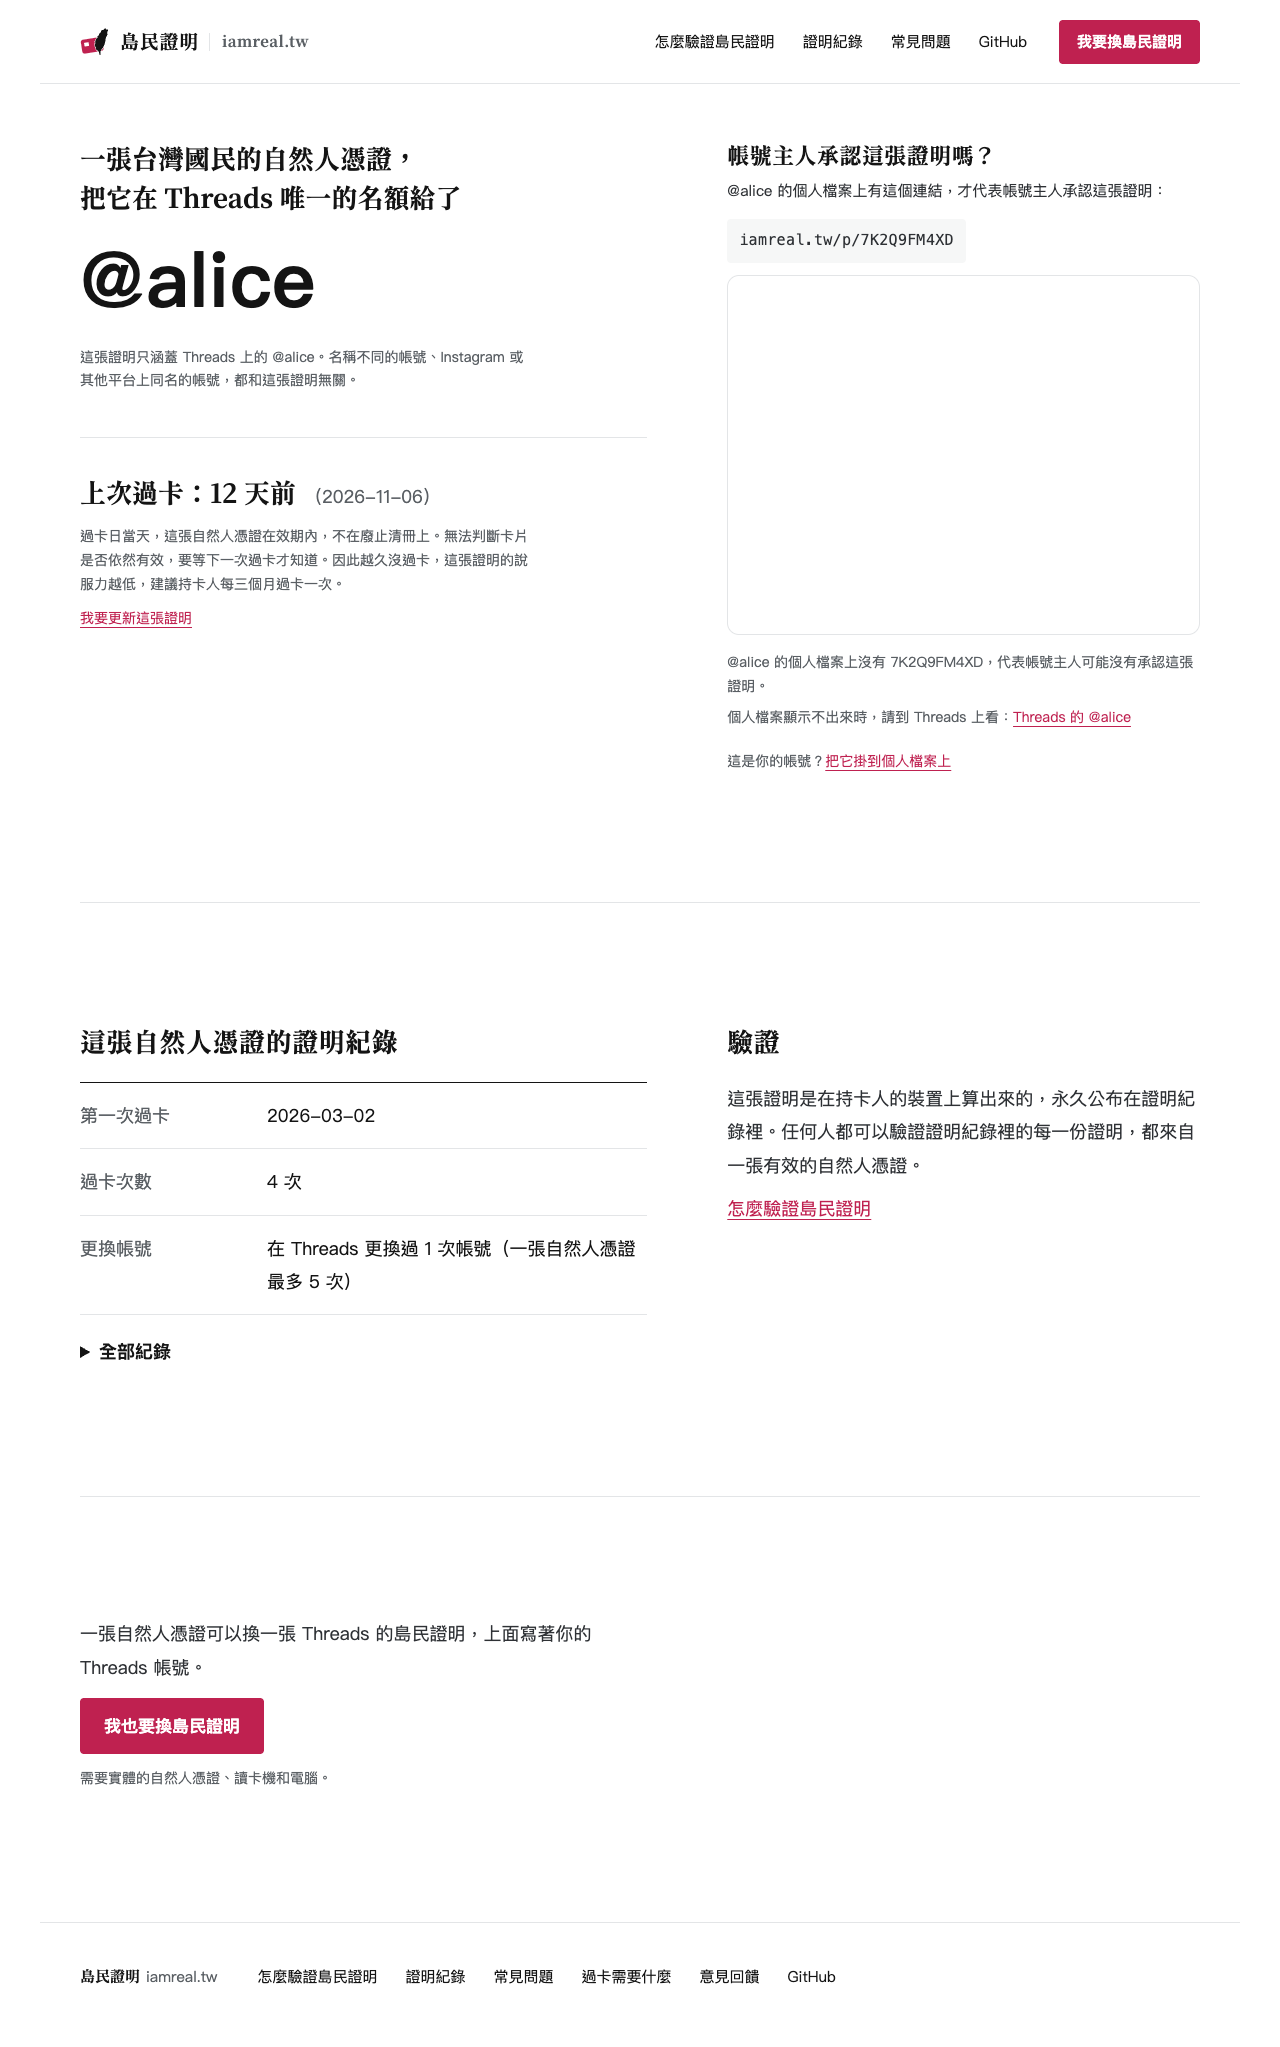 島民證明 iamreal.tw
怎麼驗證島民證明 證明紀錄 常見問題 GitHub 我要換島民證明
一張台灣國民的自然人憑證，
把它在 Threads 唯一的名額給了
@alice
這張證明只涵蓋 Threads 上的 @alice。名稱不同的帳號、Instagram 或
其他平台上同名的帳號，都和這張證明無關。
上次過卡：12 天前 （2026–11–06）
過卡日當天，這張自然人憑證在效期內，不在廢止清冊上。無法判斷卡片
是否依然有效，要等下一次過卡才知道。因此越久沒過卡，這張證明的說
服力越低，建議持卡人每三個月過卡一次。
我要更新這張證明
帳號主人承認這張證明嗎？
@alice 的個人檔案上有這個連結，才代表帳號主人承認這張證明：
iamreal.tw/p/7K2Q9FM4XD
@alice 的個人檔案上沒有 7K2Q9FM4XD，代表帳號主人可能沒有承認這張
證明。
個人檔案顯示不出來時，請到 Threads 上看：Threads 的 @alice
這是你的帳號？把它掛到個人檔案上
這張自然人憑證的證明紀錄
第一次過卡 2026–03–02
過卡次數 4 次
更換帳號 在 Threads 更換過 1 次帳號（一張自然人憑證
最多 5 次）
▶ 全部紀錄
驗證
這張證明是在持卡人的裝置上算出來的，永久公布在證明紀
錄裡。任何人都可以驗證證明紀錄裡的每一份證明，都來自
一張有效的自然人憑證。
怎麼驗證島民證明
一張自然人憑證可以換一張 Threads 的島民證明，上面寫著你的
Threads 帳號。
我也要換島民證明
需要實體的自然人憑證、讀卡機和電腦。
島民證明 iamreal.tw 怎麼驗證島民證明 證明紀錄 常見問題 過卡需要什麼 意見回饋 GitHub